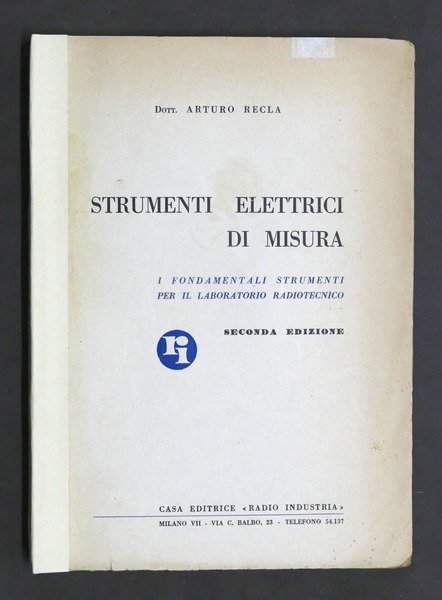 Dott. ARTURO RECLA
STRUMENTI ELETTRICI
DI MISURA
I FONDAMENTALI STRUMENTI
PER IL LABORATORIO RADIOTECNICO
SECONDA EDIZIONE
ri
CASA EDITRICE «RADIO INDUSTRIA»
MILANO VII - VIA C. BALBO, 23 - TELEFONO 54.137